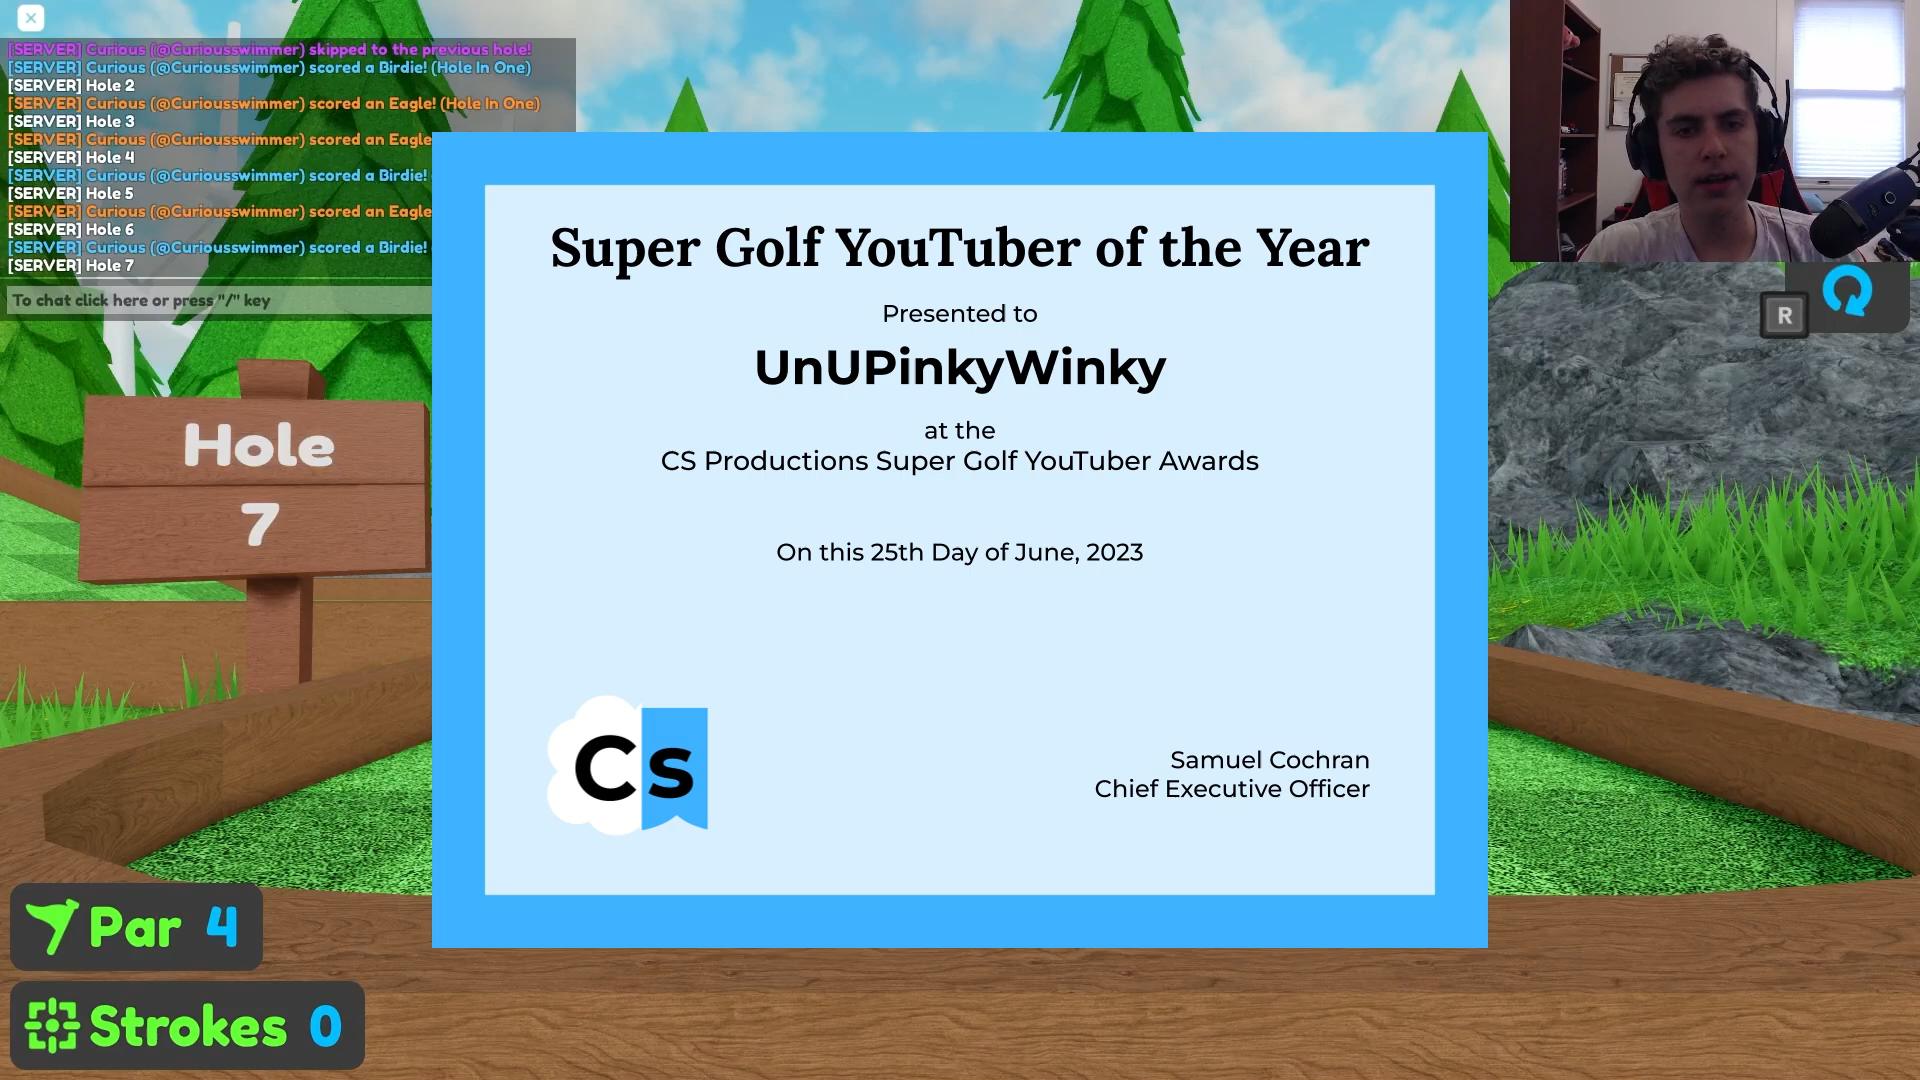 [SERVER] Curious (@Curiousswimmer) skipped to the previous hole!
[SERVER] Curious (@Curiousswimmer) scored a Birdie! (Hole In One)
[SERVER] Hole 2
[SERVER] Curious (@Curiousswimmer) scored an Eagle! (Hole In One)
[SERVER] Hole 3
[SERVER] Curious (@Curiousswimmer) scored an Eagle
[SERVER] Hole 4
[SERVER] Curious (@Curiousswimmer) scored a Birdie!
[SERVER] Hole 5
[SERVER] Curious (@Curiousswimmer) scored an Eagle
[SERVER] Hole 6
[SERVER] Curious (@Curiousswimmer) scored a Birdie!
[SERVER] Hole 7
To chat click here or press "/" key
Hole
7
Super Golf YouTuber of the Year
Presented to
UnUPinkyWinky
at the
CS Productions Super Golf YouTuber Awards
On this 25th Day of June, 2023
Cs
Samuel Cochran
Chief Executive Officer
R
Par 4
Strokes 0